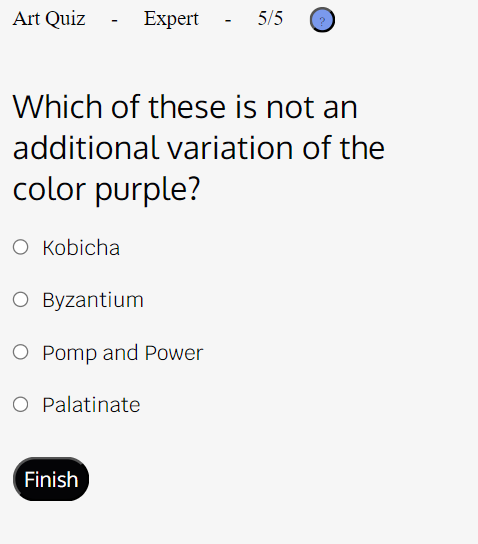 Art Quiz - Expert - 5/5 ?
Which of these is not an
additional variation of the
color purple?
Kobicha
Byzantium
Pomp and Power
Palatinate
Finish